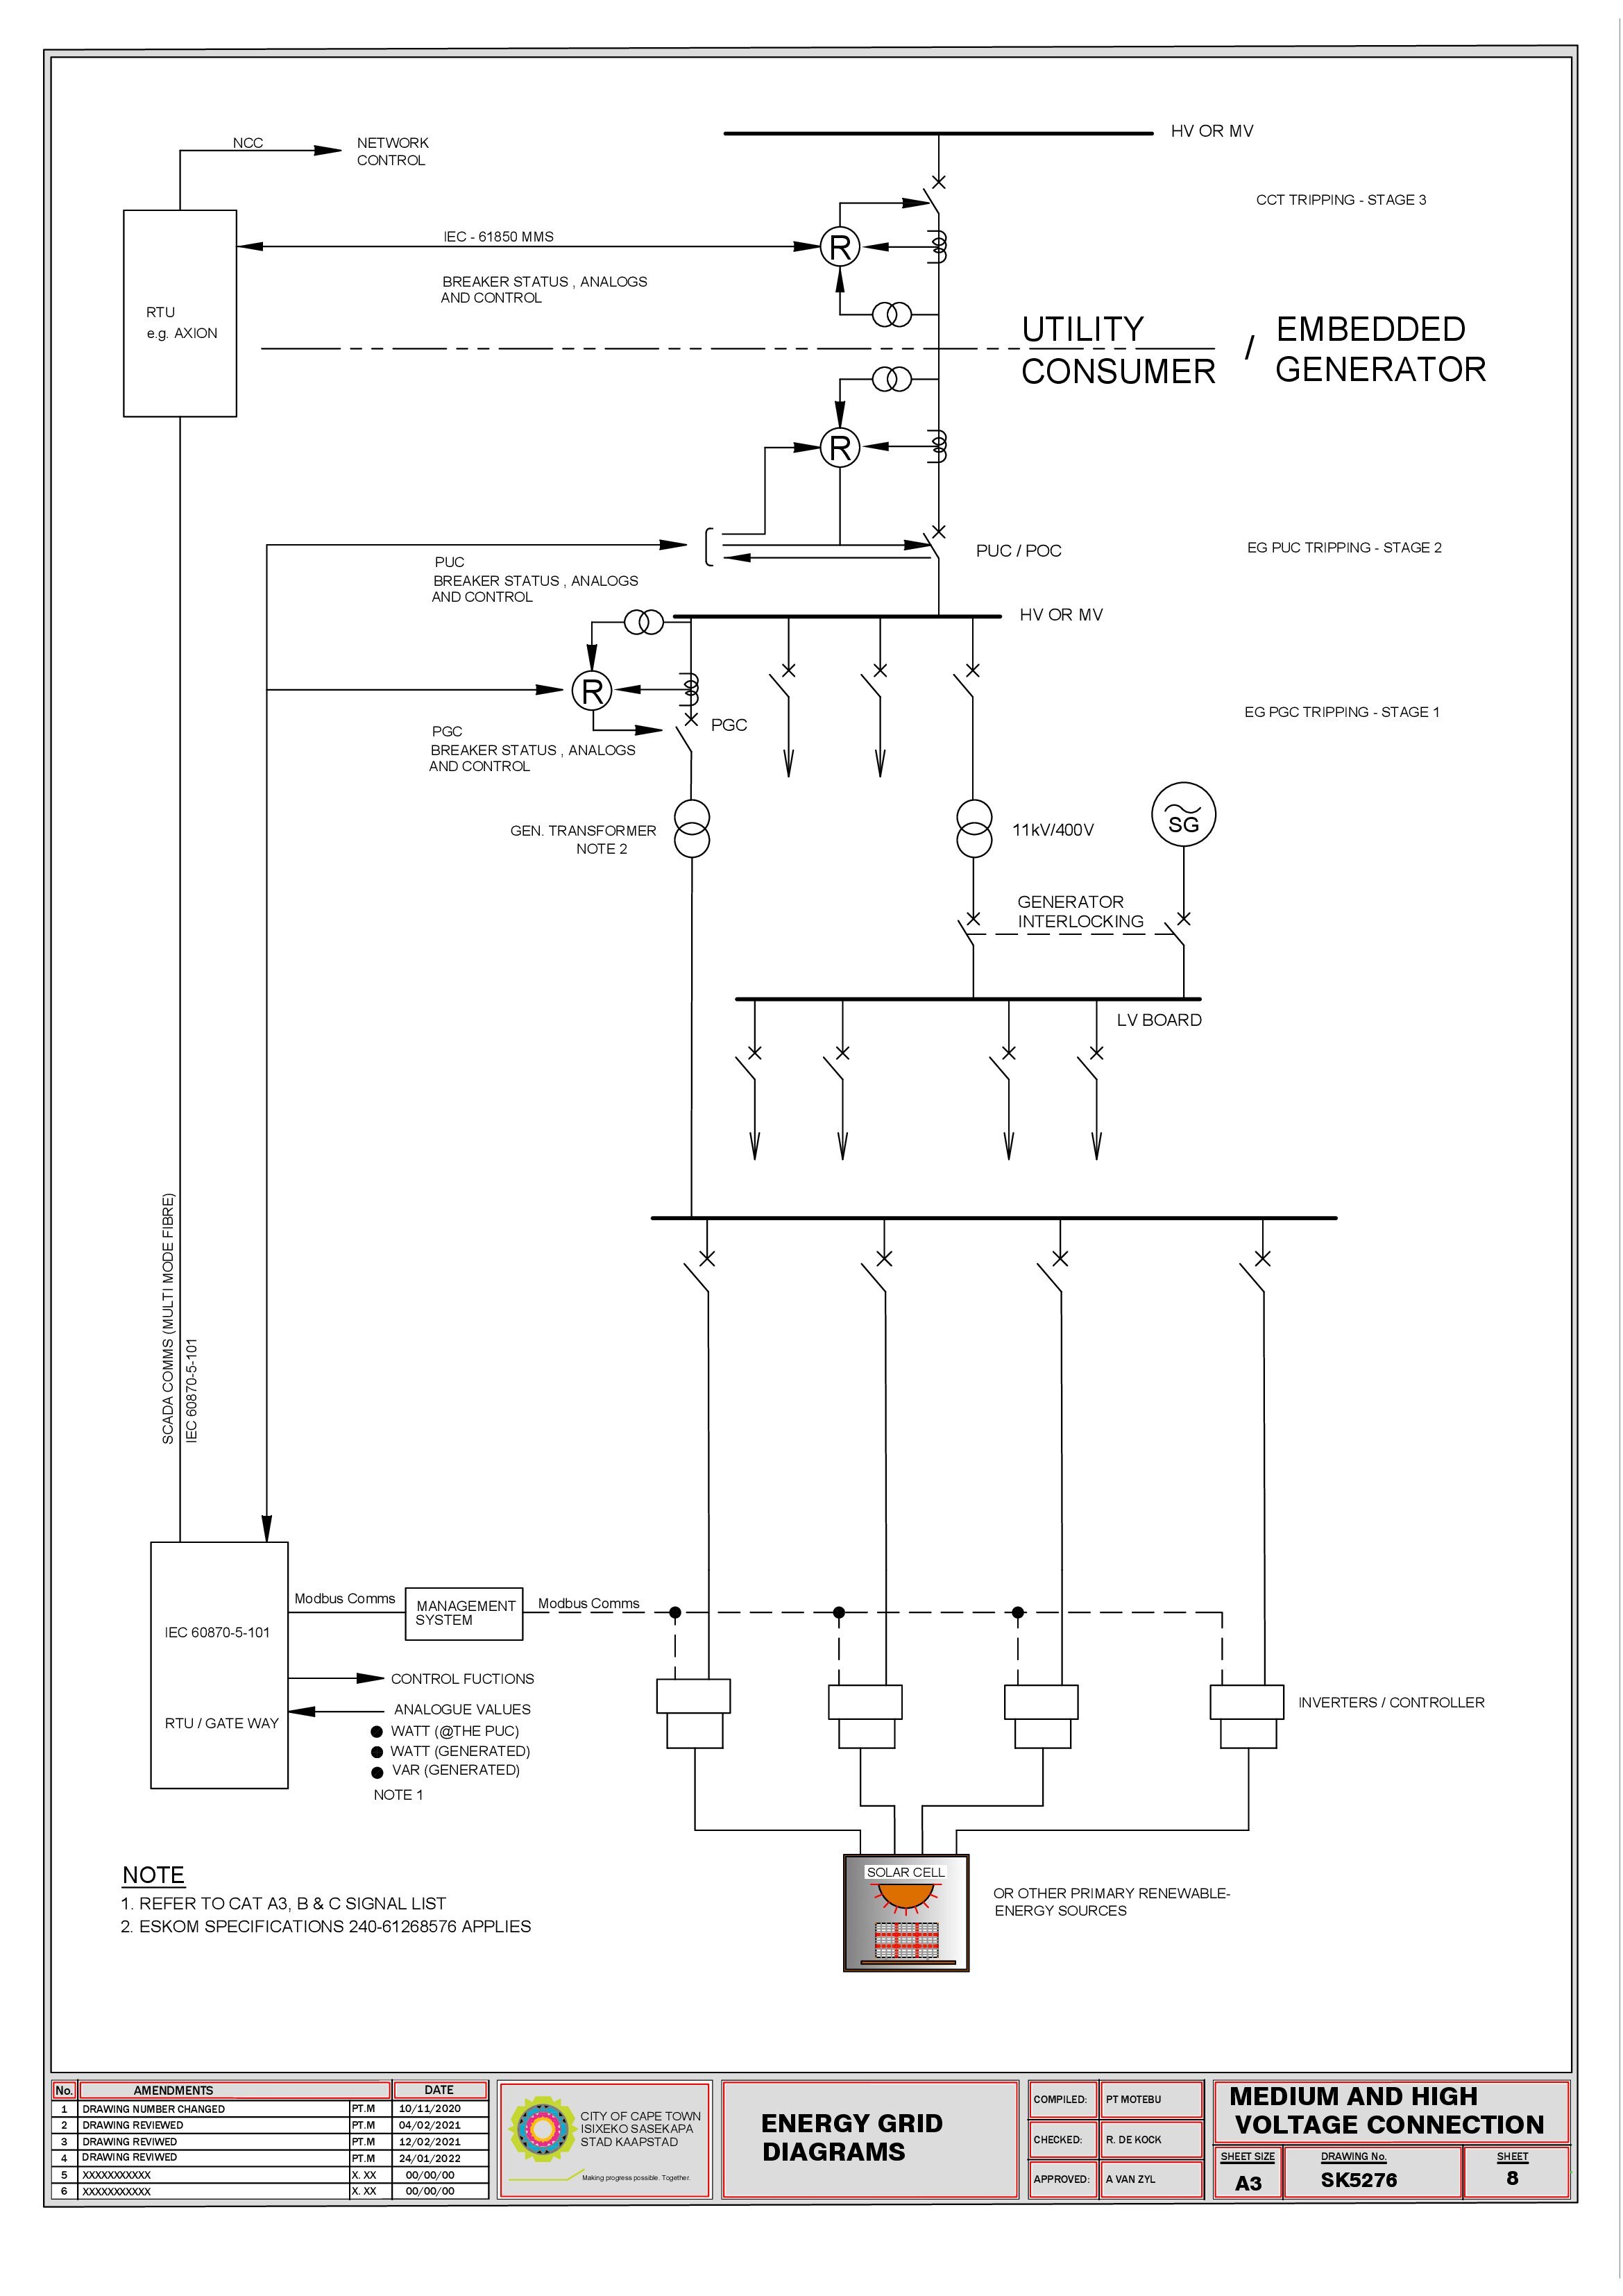 HV OR MV
NCC
NETWORK
CONTROL
CCT TRIPPING - STAGE 3
IEC - 61850 MMS
R
BREAKER STATUS , ANALOGS
AND CONTROL
RTU
e.g. AXION
UTILITY
CONSUMER
/
EMBEDDED
GENERATOR
R
PUC / POC
EG PUC TRIPPING - STAGE 2
PUC
BREAKER STATUS , ANALOGS
AND CONTROL
HV OR MV
R
PGC
EG PGC TRIPPING - STAGE 1
PGC
BREAKER STATUS , ANALOGS
AND CONTROL
GEN. TRANSFORMER
NOTE 2
11kV/400V
SG
GENERATOR
INTERLOCKING
LV BOARD
SCADA COMMS (MULTI MODE FIBRE)
IEC 60870-5-101
Modbus Comms
MANAGEMENT
SYSTEM
Modbus Comms
IEC 60870-5-101
RTU / GATE WAY
CONTROL FUCTIONS
ANALOGUE VALUES
WATT (@THE PUC)
WATT (GENERATED)
VAR (GENERATED)
NOTE 1
INVERTERS / CONTROLLER
SOLAR CELL
OR OTHER PRIMARY RENEWABLE-
ENERGY SOURCES
NOTE
1. REFER TO CAT A3, B & C SIGNAL LIST
2. ESKOM SPECIFICATIONS 240-61268576 APPLIES
No. AMENDMENTS DATE
1 DRAWING NUMBER CHANGED PT.M 10/11/2020
2 DRAWING REVIEWED PT.M 04/02/2021
3 DRAWING REVIWED PT.M 12/02/2021
4 DRAWING REVIWED PT.M 24/01/2022
5 XXXXXXXXXXX X. XX 00/00/00
6 XXXXXXXXXXX X. XX 00/00/00
CITY OF CAPE TOWN
ISIXEKO SASEKAPA
STAD KAAPSTAD
Making progress possible. Together.
ENERGY GRID
DIAGRAMS
COMPILED: PT MOTEBU
CHECKED: R. DE KOCK
APPROVED: A VAN ZYL
MEDIUM AND HIGH
VOLTAGE CONNECTION
SHEET SIZE
A3
DRAWING No.
SK5276
SHEET
8